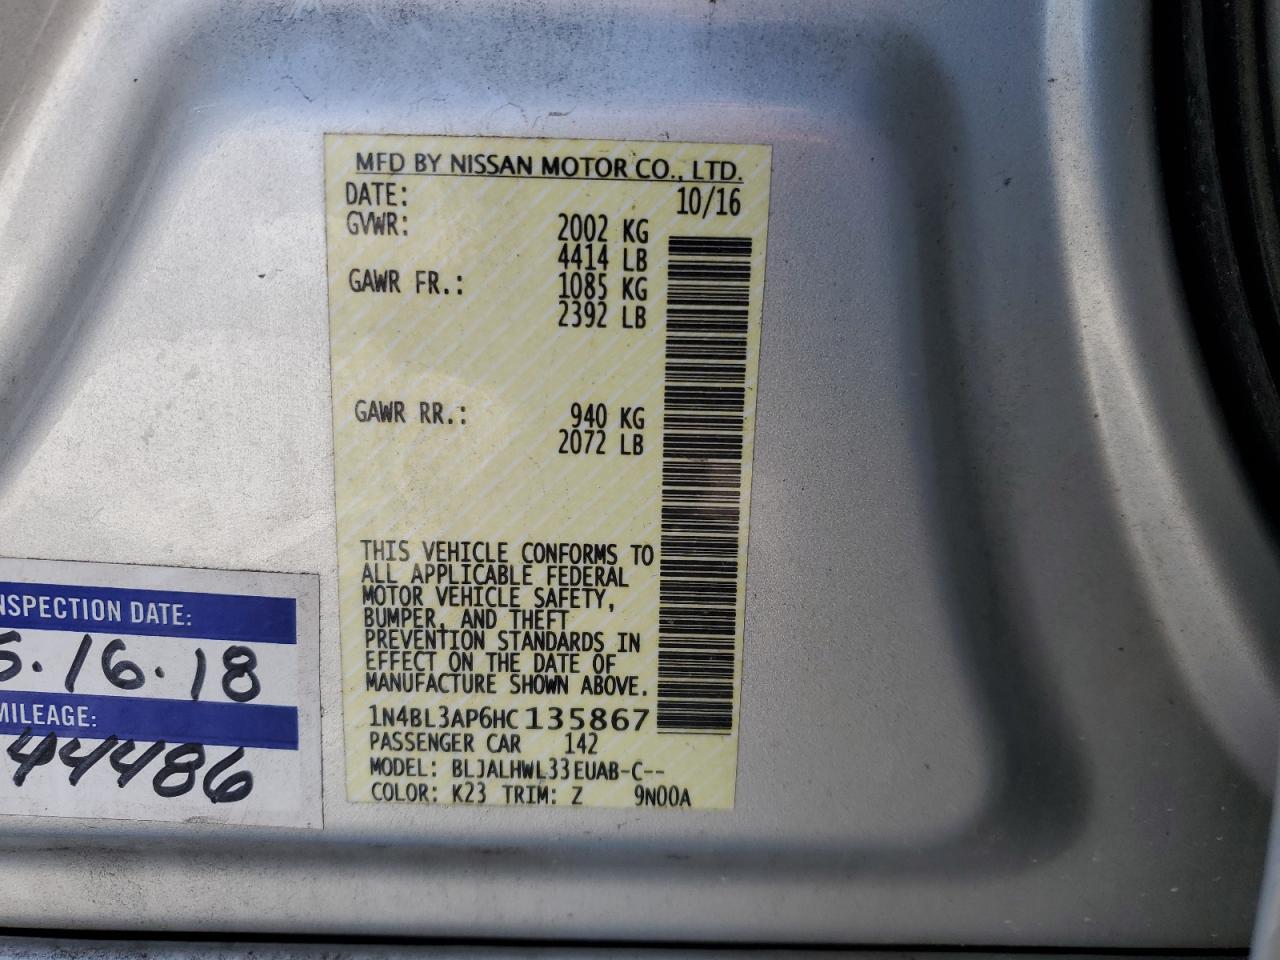 MFD BY NISSAN MOTOR CO., LTD.
DATE: 10/16
GVWR: 2002 KG
4414 LB
GAWR FR.: 1085 KG
2392 LB
GAWR RR.: 940 KG
2072 LB
THIS VEHICLE CONFORMS TO
ALL APPLICABLE FEDERAL
MOTOR VEHICLE SAFETY,
BUMPER, AND THEFT
PREVENTION STANDARDS IN
EFFECT ON THE DATE OF
MANUFACTURE SHOWN ABOVE.
1N4BL3AP6HC135867
PASSENGER CAR 142
MODEL: BLJALHWL33EUAB-C--
COLOR: K23 TRIM: Z 9N00A
NSPECTION DATE:
5.16.18
MILEAGE:
44486